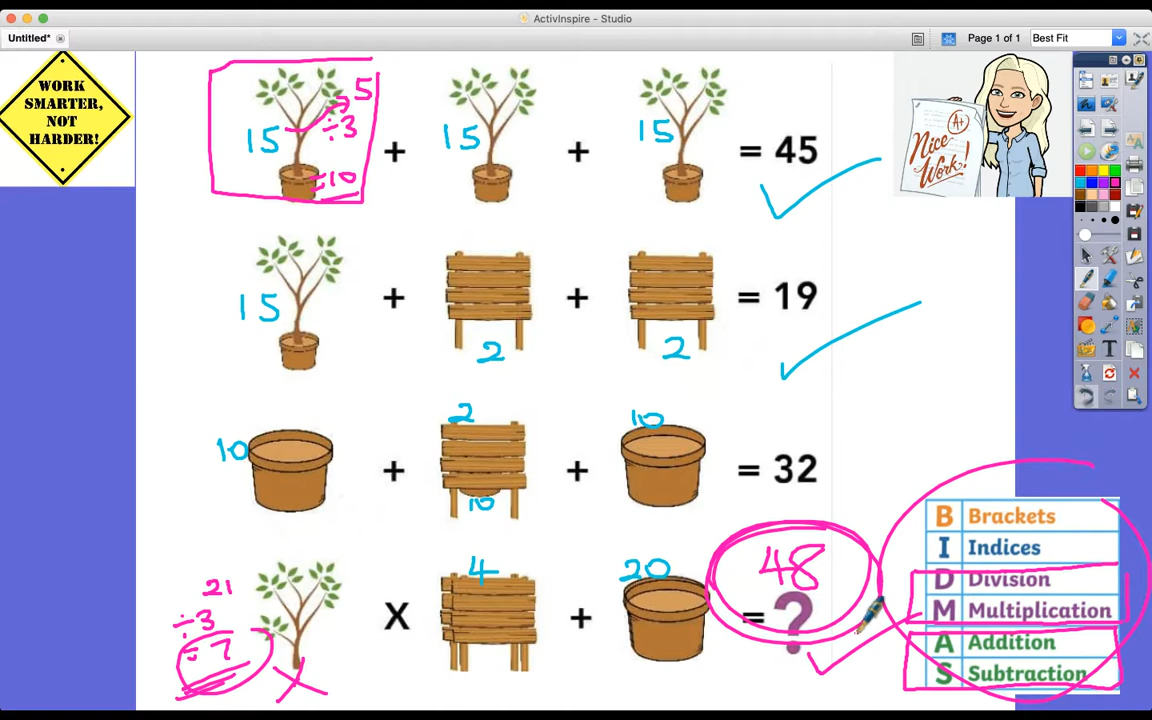 ActivInspire - Studio
Untitled*
Page 1 of 1
Best Fit
WORK
SMARTER,
NOT
HARDER!
15 ÷3 5 =10 + 15 + 15 = 45
Nice
Work!
A+
15 + 2 + 2 = 19
10 + 2 10 + 10 = 32
21
÷3
=7
X 4 + 20 = ?
48
B Brackets
I Indices
D Division
M Multiplication
A Addition
S Subtraction
T